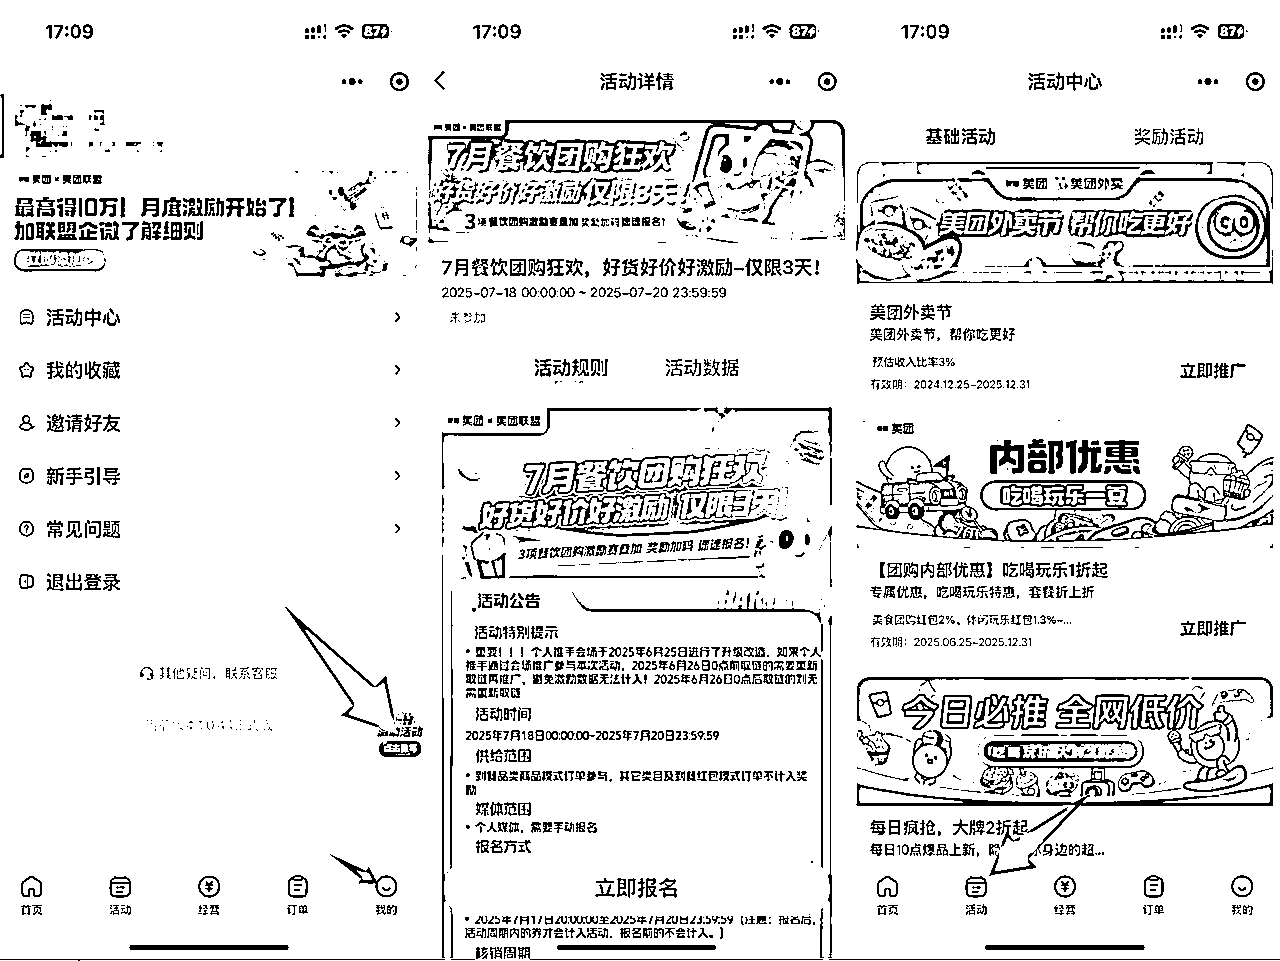 17:09
87
美团 × 美团联盟
最高得10万! 月度激励开始了!
加联盟企微了解细则
活动中心
我的收藏
邀请好友
新手引导
常见问题
退出登录
其他疑问，联系客服
活动
首页
活动
经营
订单
我的
17:09
87
活动详情
美团 × 美团联盟
7月餐饮团购狂欢
好货好价好激励 仅限3天!
3项餐饮团购激励赛叠加 奖励加码 速速报名!
7月餐饮团购狂欢，好货好价好激励-仅限3天!
2025-07-18 00:00:00 ~ 2025-07-20 23:59:59
未参加
活动规则
活动数据
美团 × 美团联盟
7月餐饮团购狂欢
好货好价好激励 仅限3天!
3项餐饮团购激励赛叠加 奖励加码 速速报名!
活动公告
活动特别提示
• 重要！！！个人推手会场于2025年6月25日进行了升级改造，如果个人
推手通过会场推广参与本次活动，2025年6月26日0点前取链的需要重新
取链再推广，避免激励数据无法计入！2025年6月26日0点后取链的则无
需重新取链
活动时间
2025年7月18日00:00:00-2025年7月20日23:59:59
供给范围
• 到餐品类商品模式订单参与，其它类目及到餐红包模式订单不计入奖
励
媒体范围
• 个人媒体，需要手动报名
报名方式
立即报名
• 2025年7月17日20:00:00至2025年7月20日23:59:59（注意：报名后，
活动周期内的券才会计入活动，报名前的不会计入。）
核销周期
17:09
87
活动中心
基础活动
奖励活动
美团
美团外卖
美团外卖节 帮你吃更好
GO
美团外卖节
美团外卖节，帮你吃更好
预估收入比率3%
有效期：2024.12.25-2025.12.31
立即推广
美团
内部优惠
吃喝玩乐一夏
【团购内部优惠】吃喝玩乐1折起
专属优惠，吃喝玩乐特惠，套餐折上折
美食团购红包2%、休闲玩乐红包1.3%~...
有效期：2025.06.25-2025.12.31
立即推广
今日必推 全网低价
每日疯抢，大牌2折起
每日10点爆品上新，身边的超...
首页
活动
经营
订单
我的